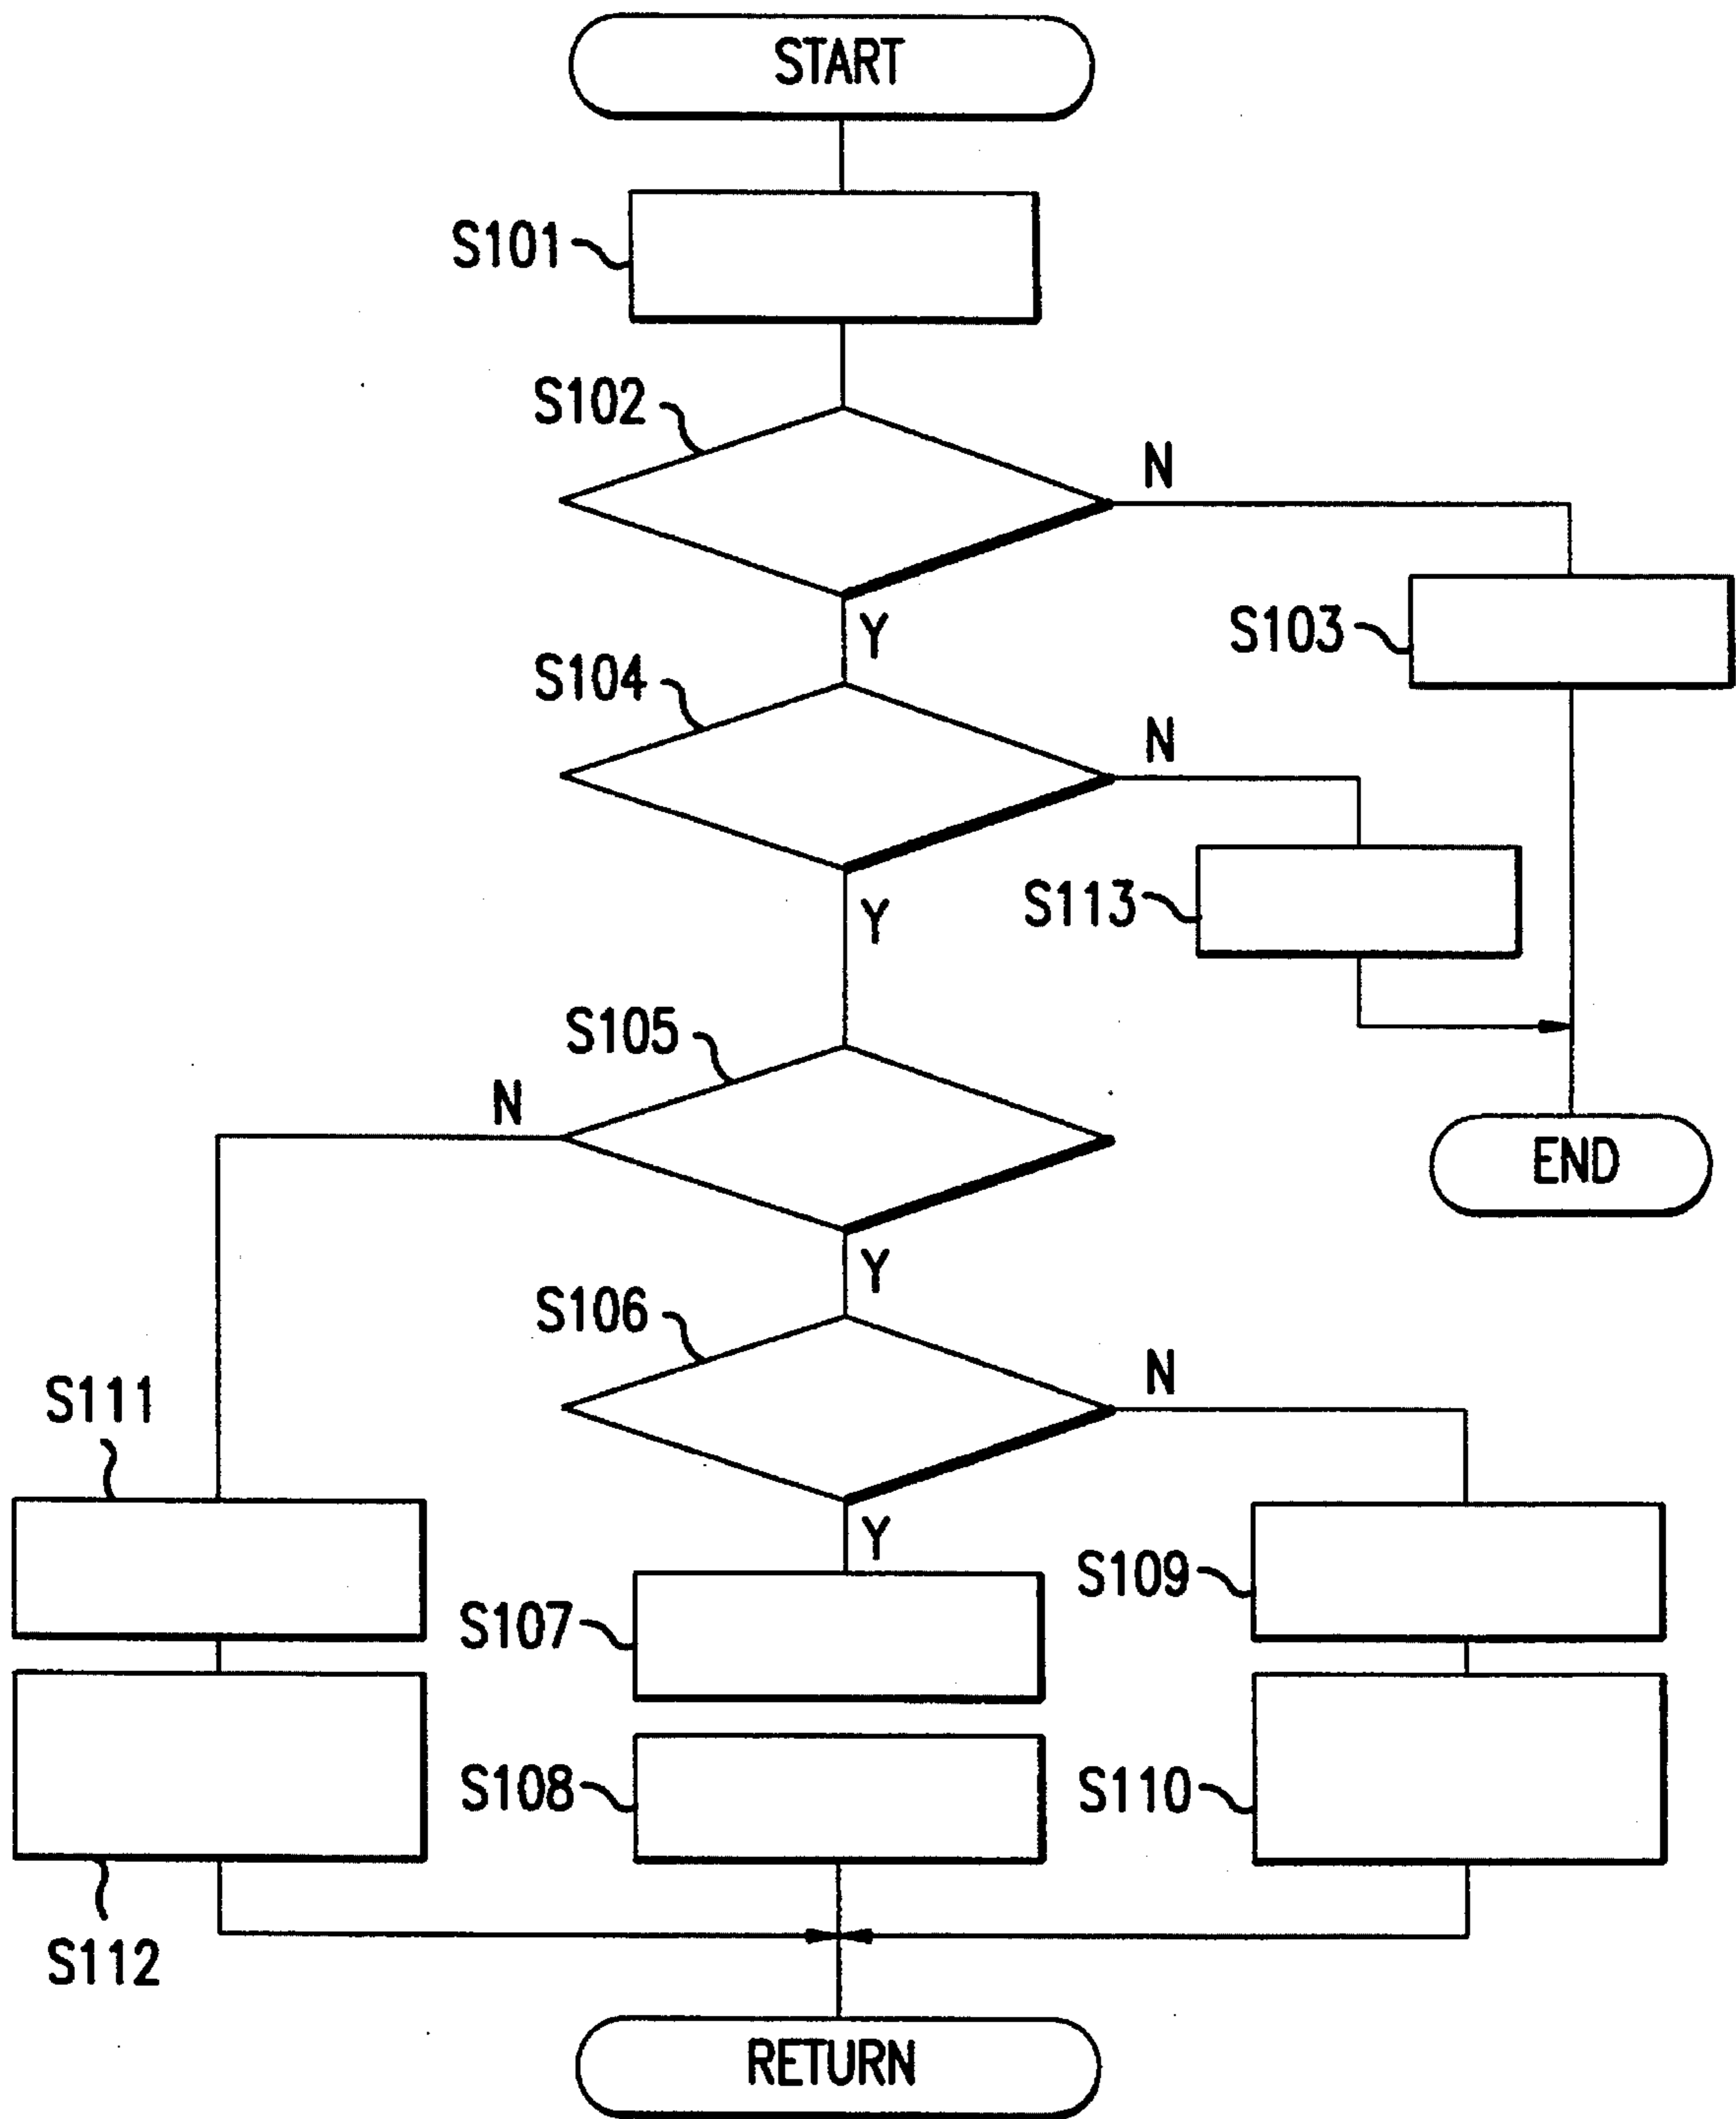 START
S101
S102
N
Y
S103
S104
N
Y
S113
S105
N
Y
END
S106
N
Y
S111
S109
S107
S108
S110
S112
RETURN